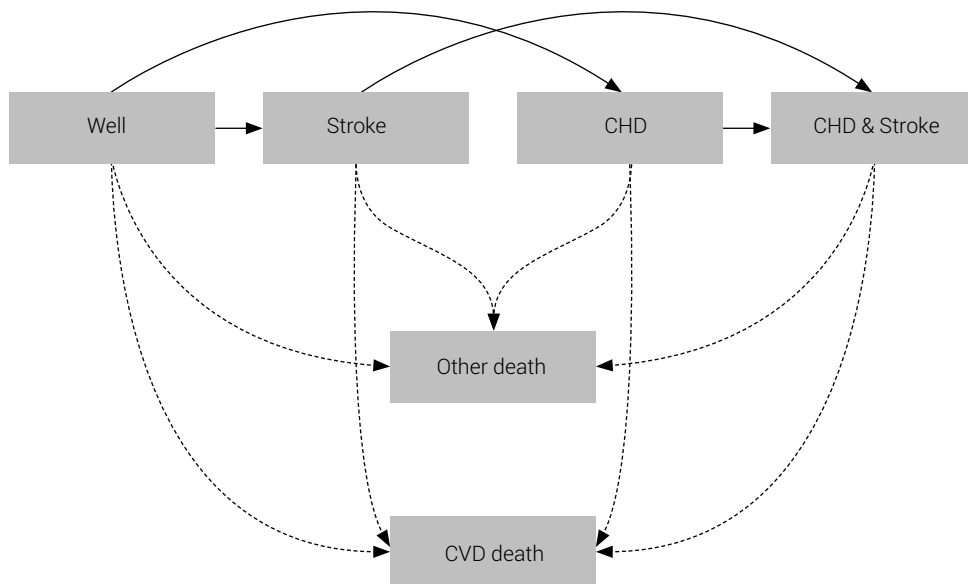 Well
Stroke
CHD
CHD & Stroke
Other death
CVD death